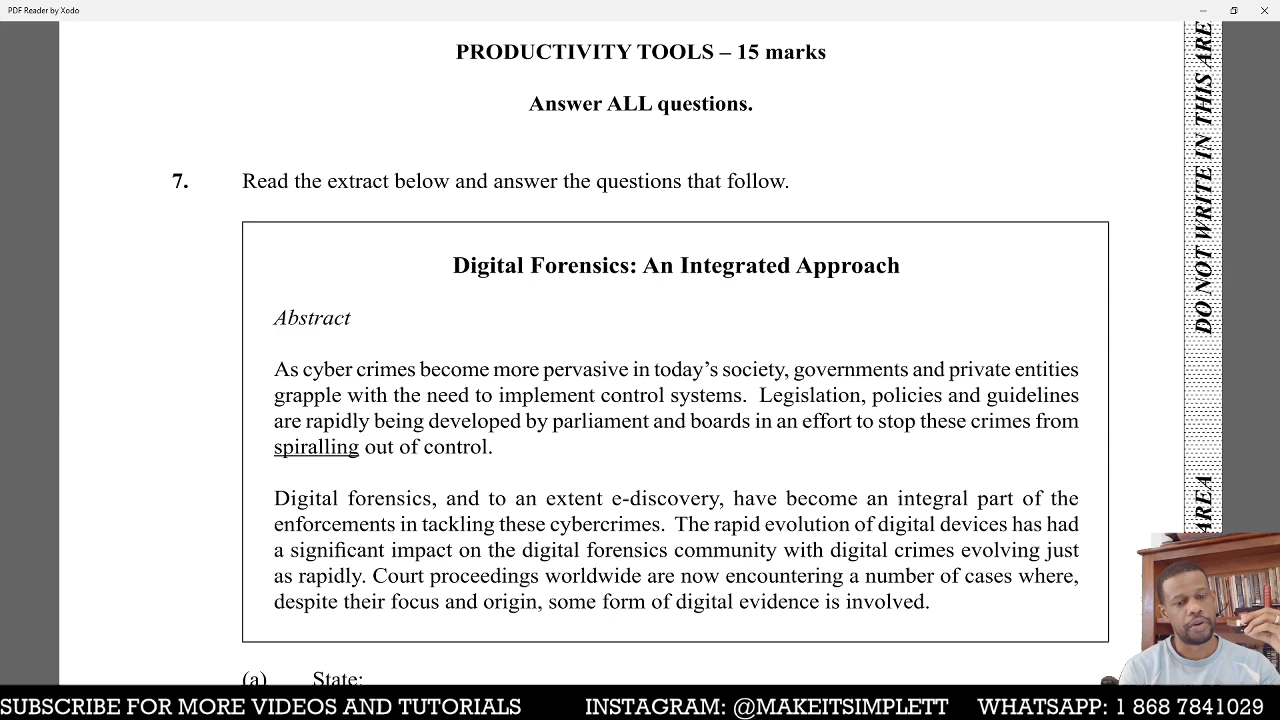 PDF Reader by Xodo
PRODUCTIVITY TOOLS – 15 marks
Answer ALL questions.
7. Read the extract below and answer the questions that follow.
Digital Forensics: An Integrated Approach
Abstract
As cyber crimes become more pervasive in today's society, governments and private entities
grapple with the need to implement control systems. Legislation, policies and guidelines
are rapidly being developed by parliament and boards in an effort to stop these crimes from
spiralling out of control.
Digital forensics, and to an extent e-discovery, have become an integral part of the
enforcements in tackling these cybercrimes. The rapid evolution of digital devices has had
a significant impact on the digital forensics community with digital crimes evolving just
as rapidly. Court proceedings worldwide are now encountering a number of cases where,
despite their focus and origin, some form of digital evidence is involved.
(a) State:
DO NOT WRITE IN THIS ARE
AREA
SUBSCRIBE FOR MORE VIDEOS AND TUTORIALS INSTAGRAM: @MAKEITSIMPLETT WHATSAPP: 1 868 7841029